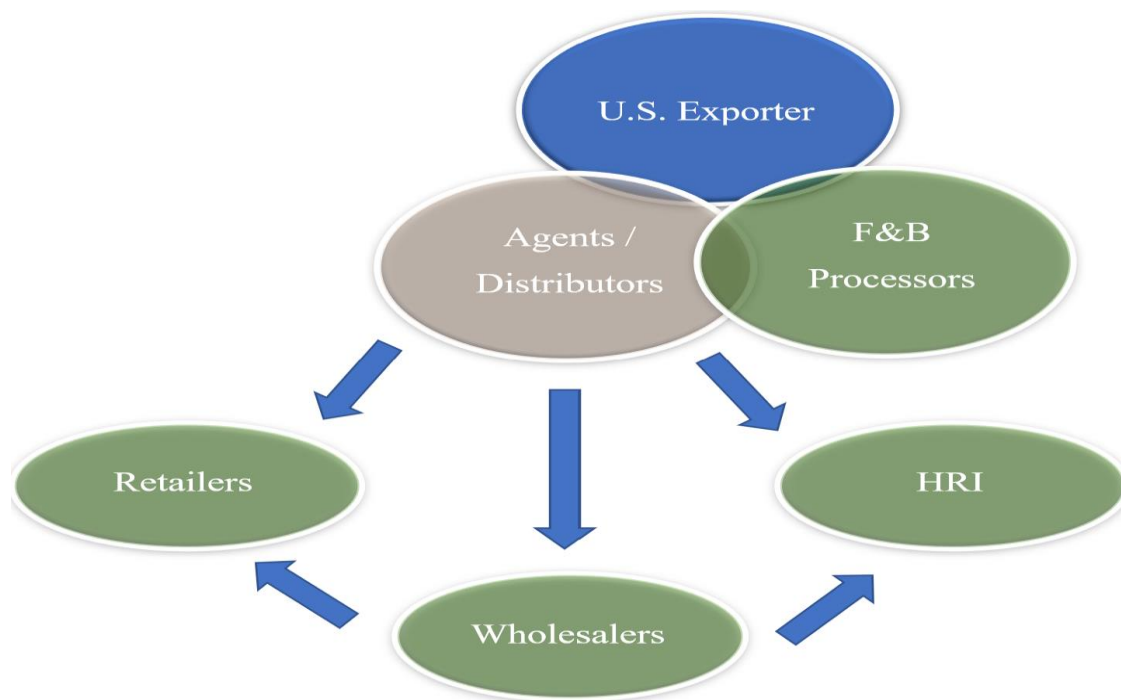 U.S. Exporter
Agents /
Distributors
F&B
Processors
Retailers
HRI
Wholesalers